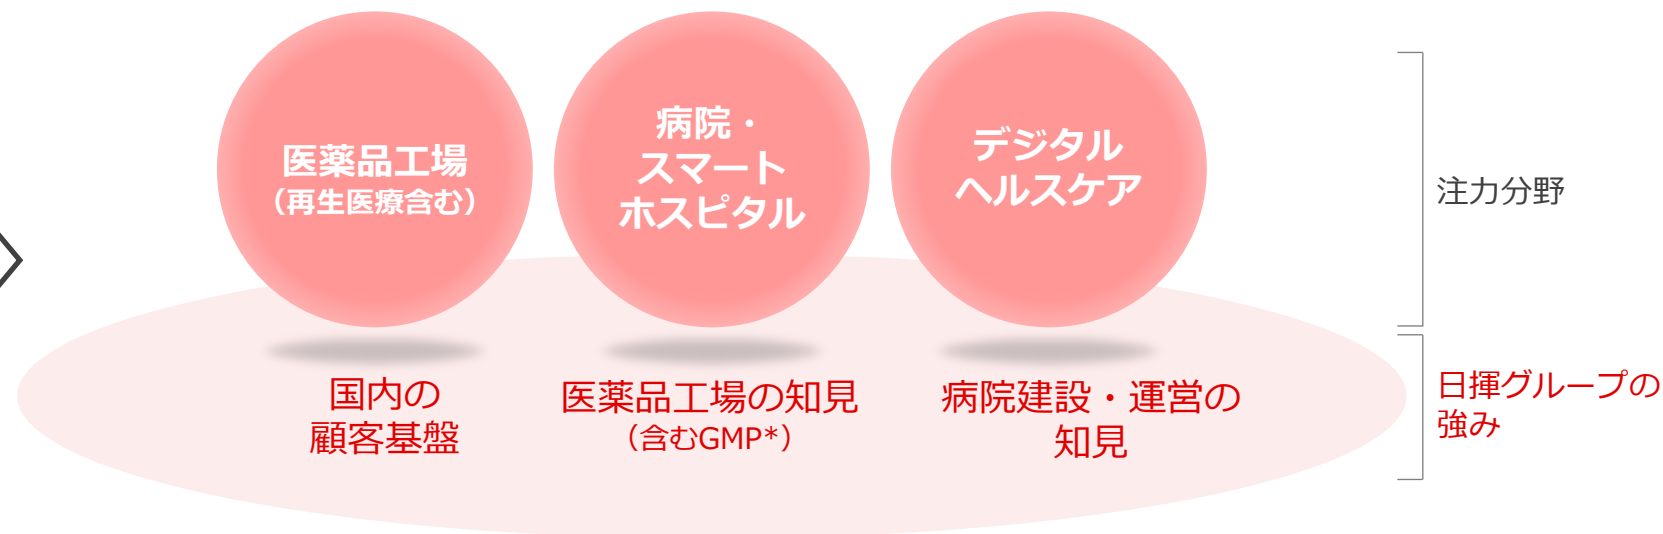 医薬品工場
（再生医療含む）
病院・
スマート
ホスピタル
デジタル
ヘルスケア
注力分野
国内の
顧客基盤
医薬品工場の知見
（含むGMP*）
病院建設・運営の
知見
日揮グループの
強み